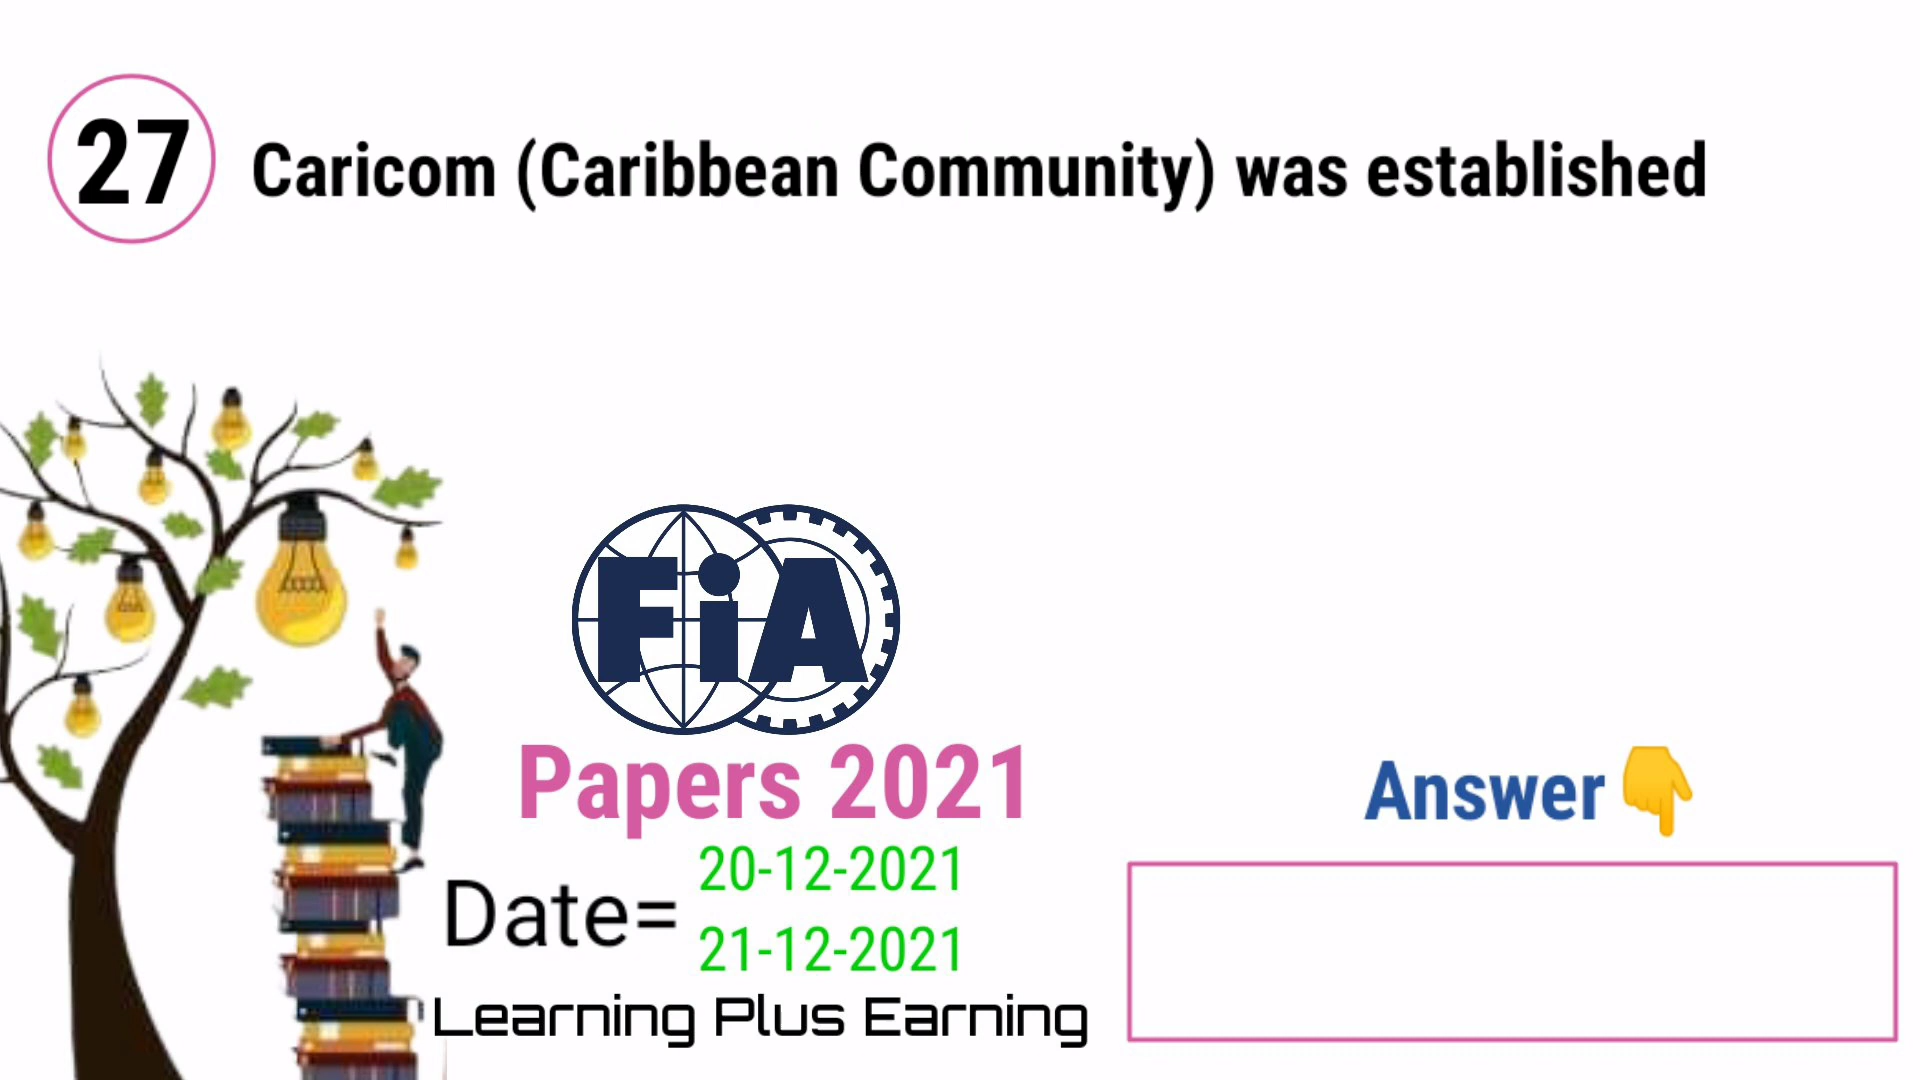 27 Caricom (Caribbean Community) was established
FiA
Papers 2021
Answer
Date= 20-12-2021
21-12-2021
Learning Plus Earning